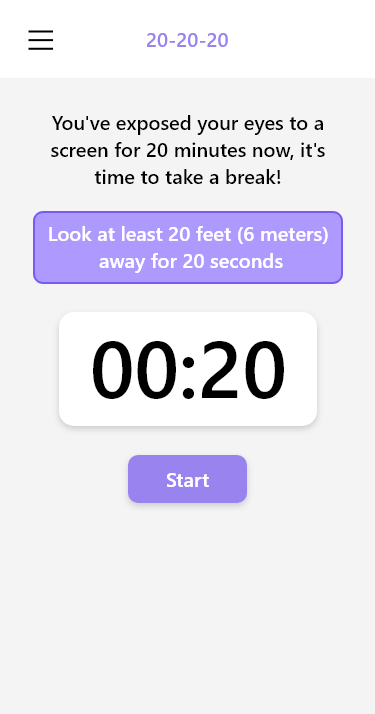 20-20-20
You've exposed your eyes to a
screen for 20 minutes now, it's
time to take a break!
Look at least 20 feet (6 meters)
away for 20 seconds
00:20
Start